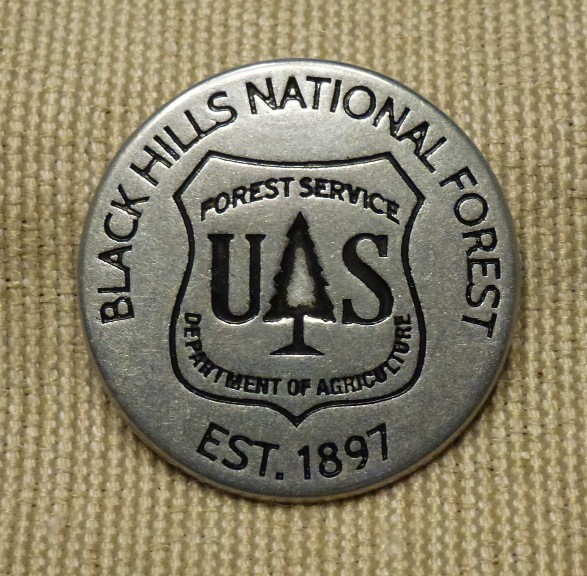 BLACK HILLS NATIONAL FOREST
FOREST SERVICE
U S
DEPARTMENT OF AGRICULTURE
EST. 1897